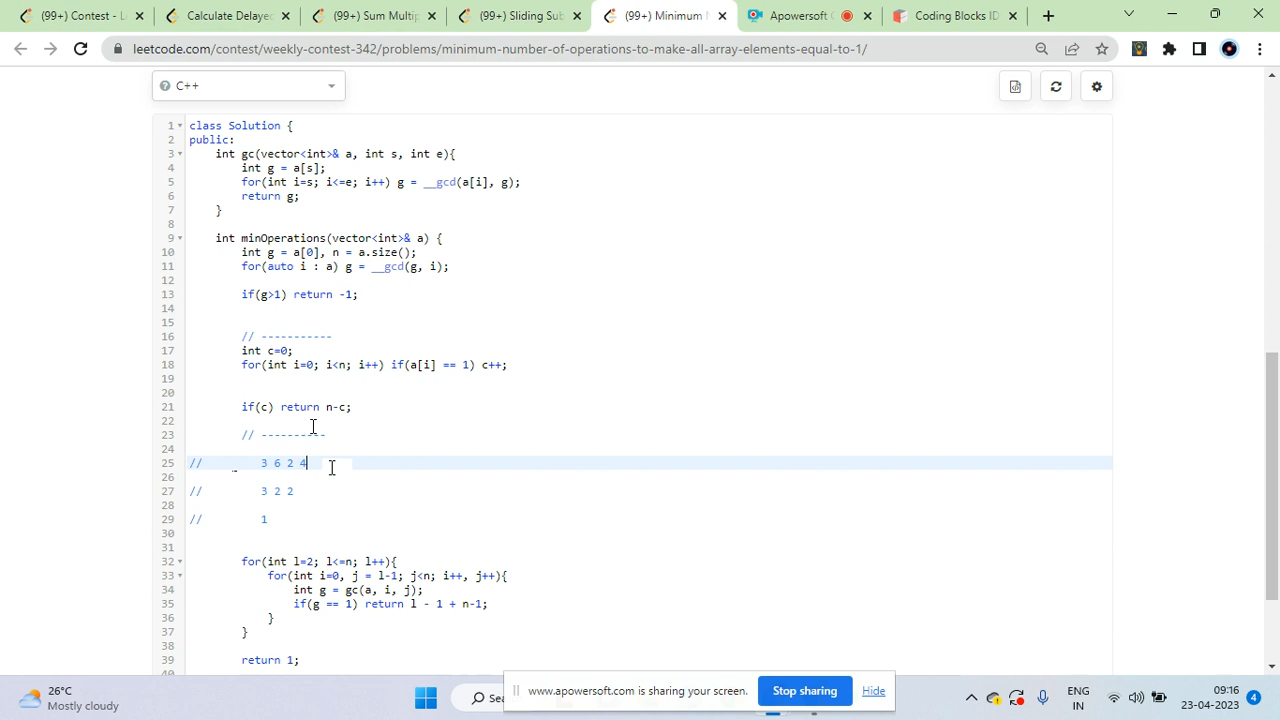 (99+) Contest - L
Calculate Delayed
(99+) Sum Multip
(99+) Sliding Sub
(99+) Minimum N
Apowersoft C
Coding Blocks ID
leetcode.com/contest/weekly-contest-342/problems/minimum-number-of-operations-to-make-all-array-elements-equal-to-1/
C++
1 class Solution {
2 public:
3 int gc(vector<int>& a, int s, int e){
4 int g = a[s];
5 for(int i=s; i<=e; i++) g = __gcd(a[i], g);
6 return g;
7 }
8
9 int minOperations(vector<int>& a) {
10 int g = a[0], n = a.size();
11 for(auto i : a) g = __gcd(g, i);
12
13 if(g>1) return -1;
14
15
16 // -----------
17 int c=0;
18 for(int i=0; i<n; i++) if(a[i] == 1) c++;
19
20
21 if(c) return n-c;
22
23 // ----------
24
25 // 3 6 2 4
26
27 // 3 2 2
28
29 // 1
30
31
32 for(int l=2; l<=n; l++){
33 for(int i=0, j = l-1; j<n; i++, j++){
34 int g = gc(a, i, j);
35 if(g == 1) return l - 1 + n-1;
36 }
37 }
38
39 return 1;
40
26°C
Mostly cloudy
Sea
www.apowersoft.com is sharing your screen.
Stop sharing
Hide
ENG
IN
09:16
23-04-2023
4